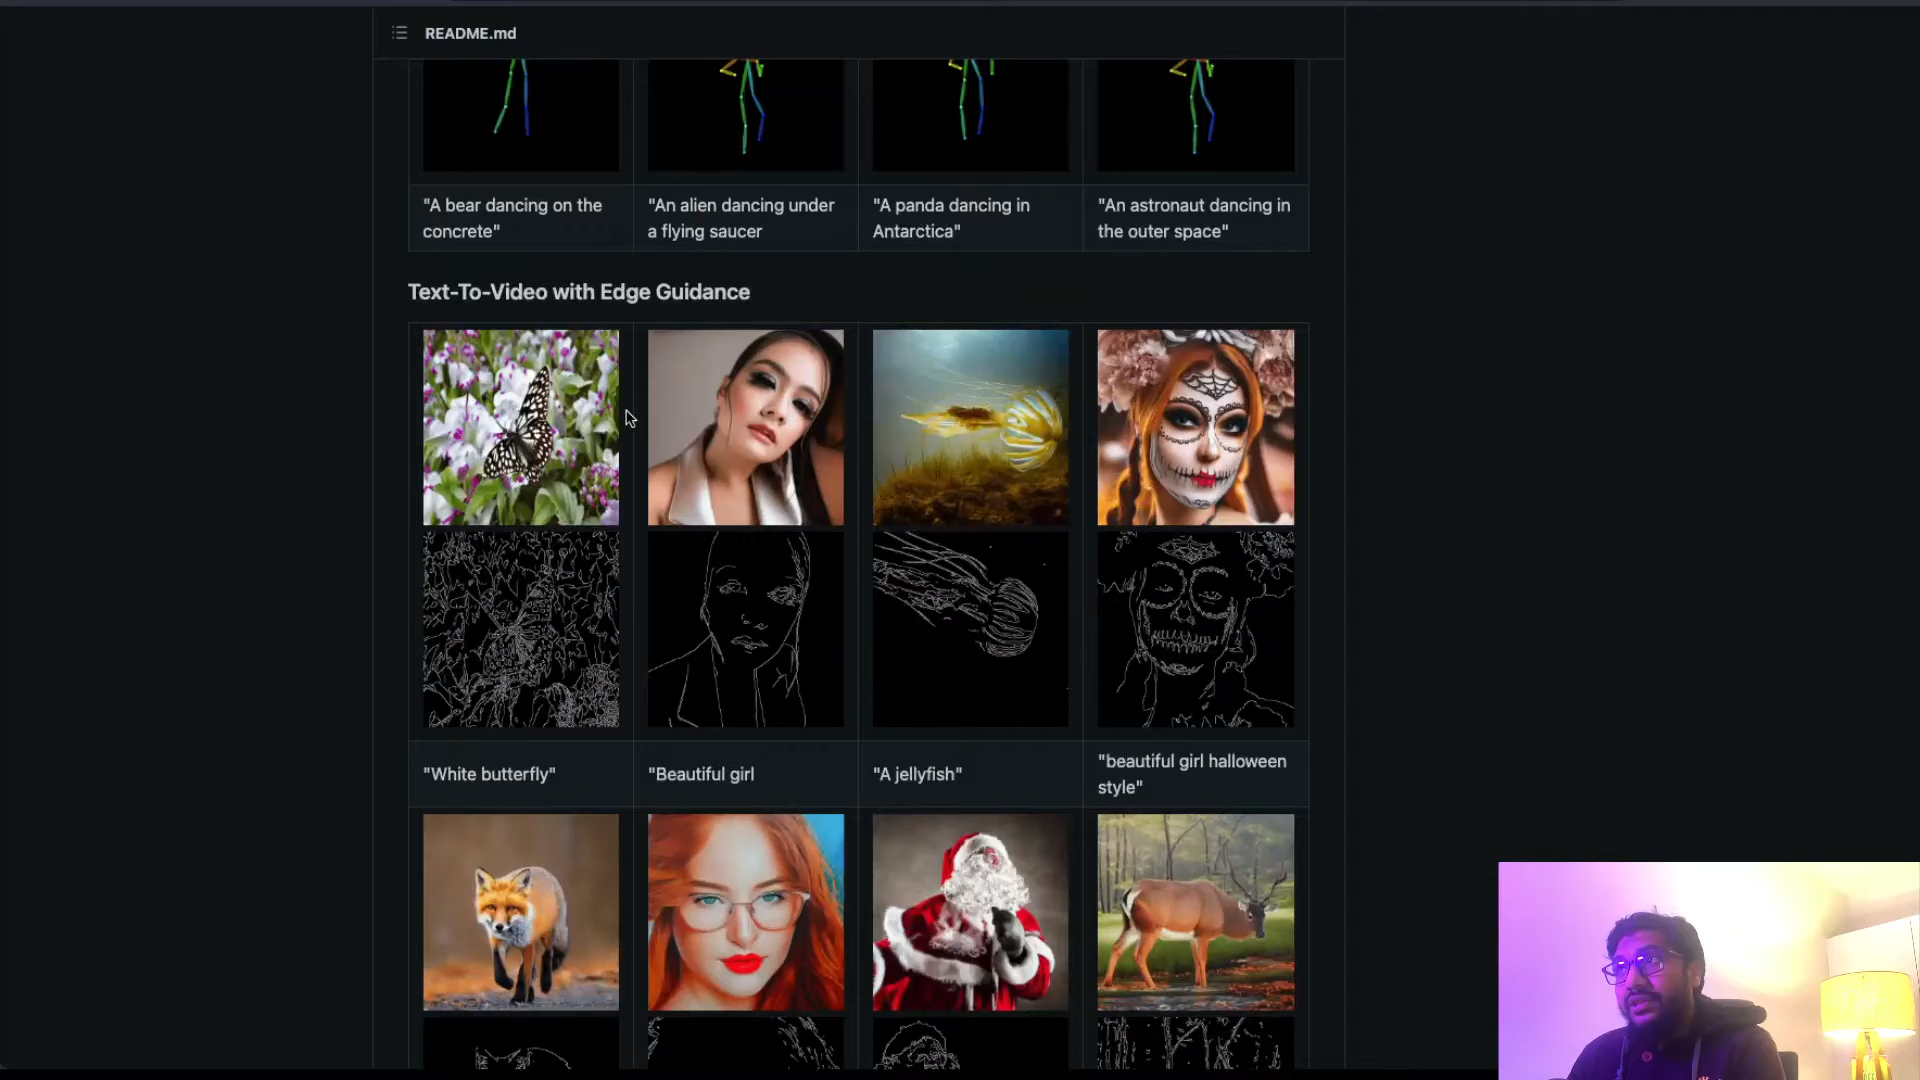 README.md
"A bear dancing on the
concrete"
"An alien dancing under
a flying saucer
"A panda dancing in
Antarctica"
"An astronaut dancing in
the outer space"
Text-To-Video with Edge Guidance
"White butterfly"
"Beautiful girl
"A jellyfish"
"beautiful girl halloween
style"